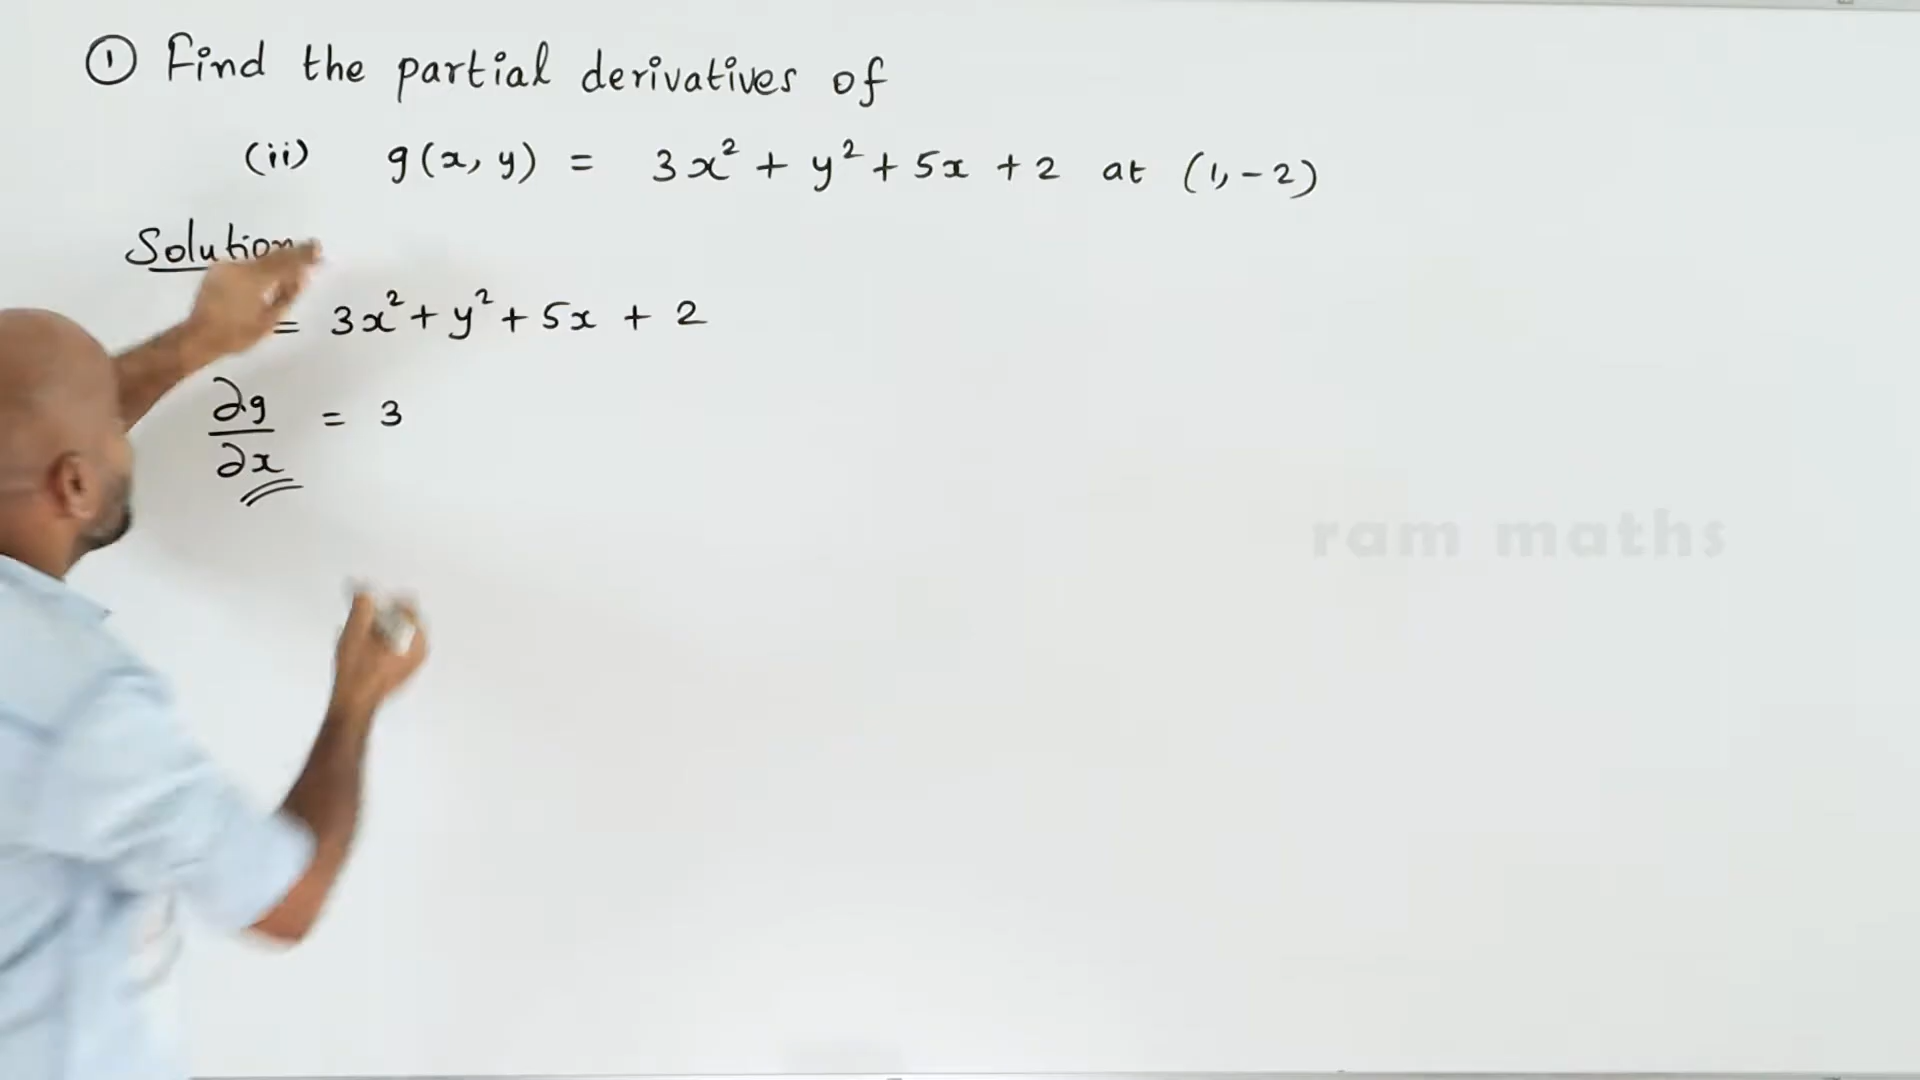 ① Find the partial derivatives of
(ii) g(x, y) = 3x² + y² + 5x + 2 at (1, -2)
Solution
= 3x² + y² + 5x + 2
∂g/∂x = 3
ram maths